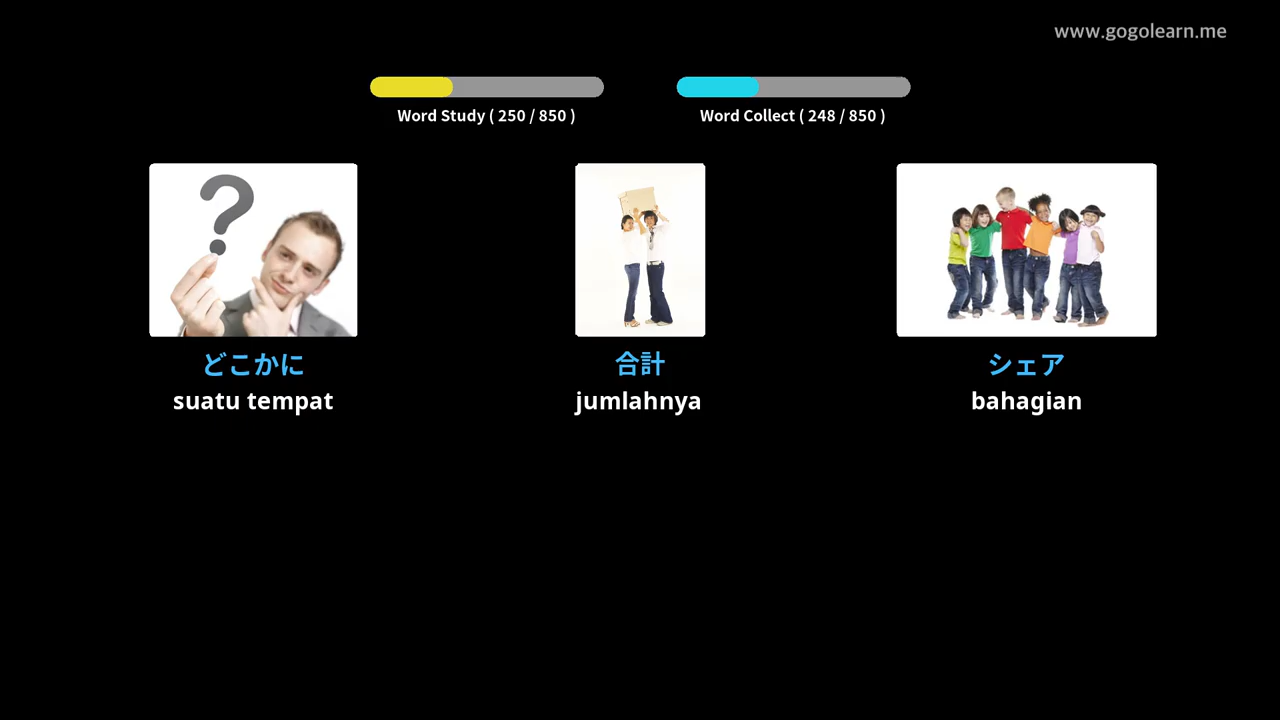 www.gogolearn.me
Word Study ( 250 / 850 )
Word Collect ( 248 / 850 )
どこかに
suatu tempat
合計
jumlahnya
シェア
bahagian